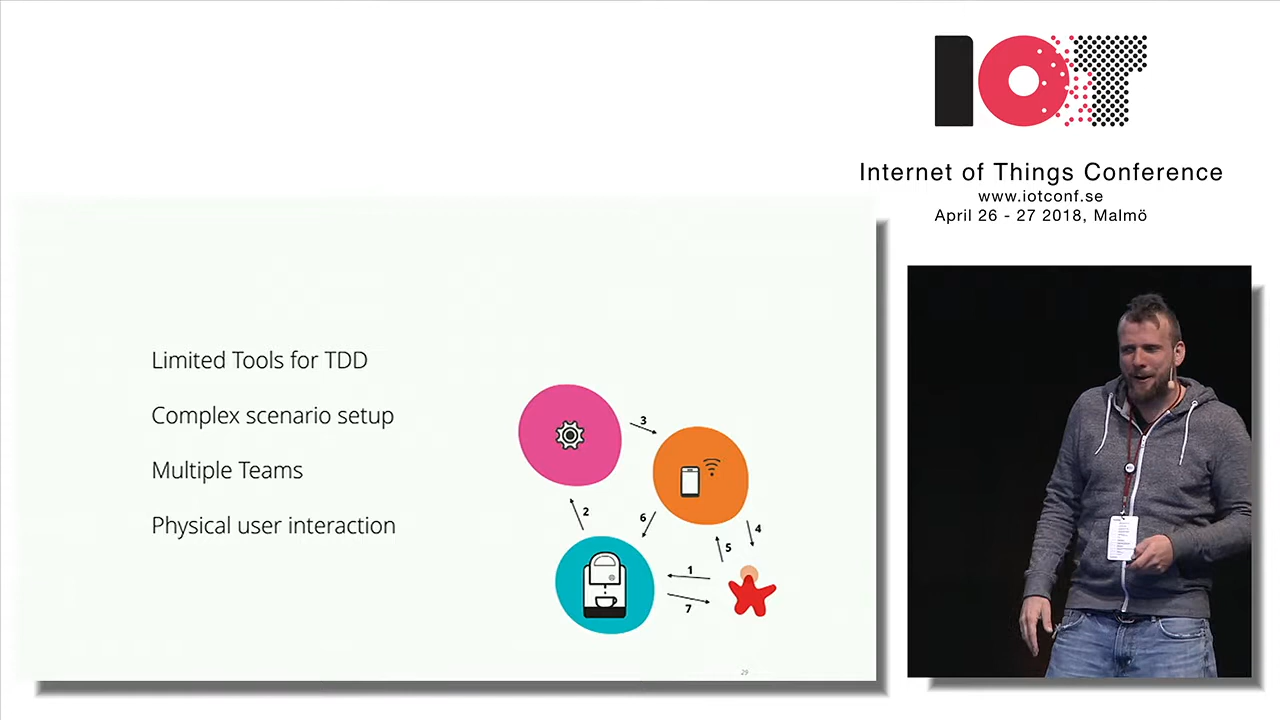 IOT
Internet of Things Conference
www.iotconf.se
April 26 - 27 2018, Malmö
Limited Tools for TDD
Complex scenario setup
Multiple Teams
Physical user interaction
3
2
6
4
5
1
7
29